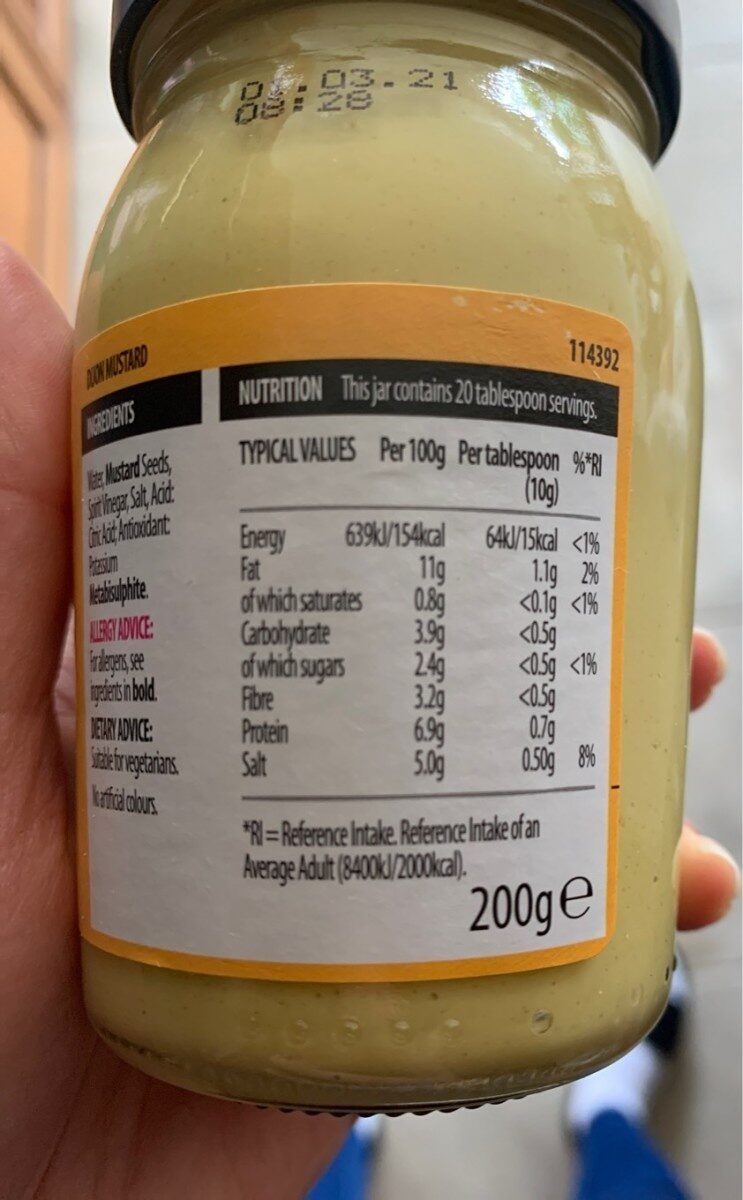 .03.21
DIJON MUSTARD
114392
INGREDIENTS
Water, Mustard Seeds,
Spirit Vinegar, Salt, Acid:
Citric Acid; Antioxidant:
Potassium
Metabisulphite.
ALLERGY ADVICE:
For allergens, see
ingredients in bold.
DIETARY ADVICE:
Suitable for vegetarians.
No artificial colours.
NUTRITION This jar contains 20 tablespoon servings.
TYPICAL VALUES Per 100g Per tablespoon %*RI
(10g)
Energy 639kJ/154kcal 64kJ/15kcal <1%
Fat 11g 1.1g 2%
of which saturates 0.8g <0.1g <1%
Carbohydrate 3.9g <0.5g
of which sugars 2.4g <0.5g <1%
Fibre 3.2g <0.5g
Protein 6.9g 0.7g
Salt 5.0g 0.50g 8%
*RI = Reference Intake. Reference Intake of an
Average Adult (8400kJ/2000kcal).
200g e